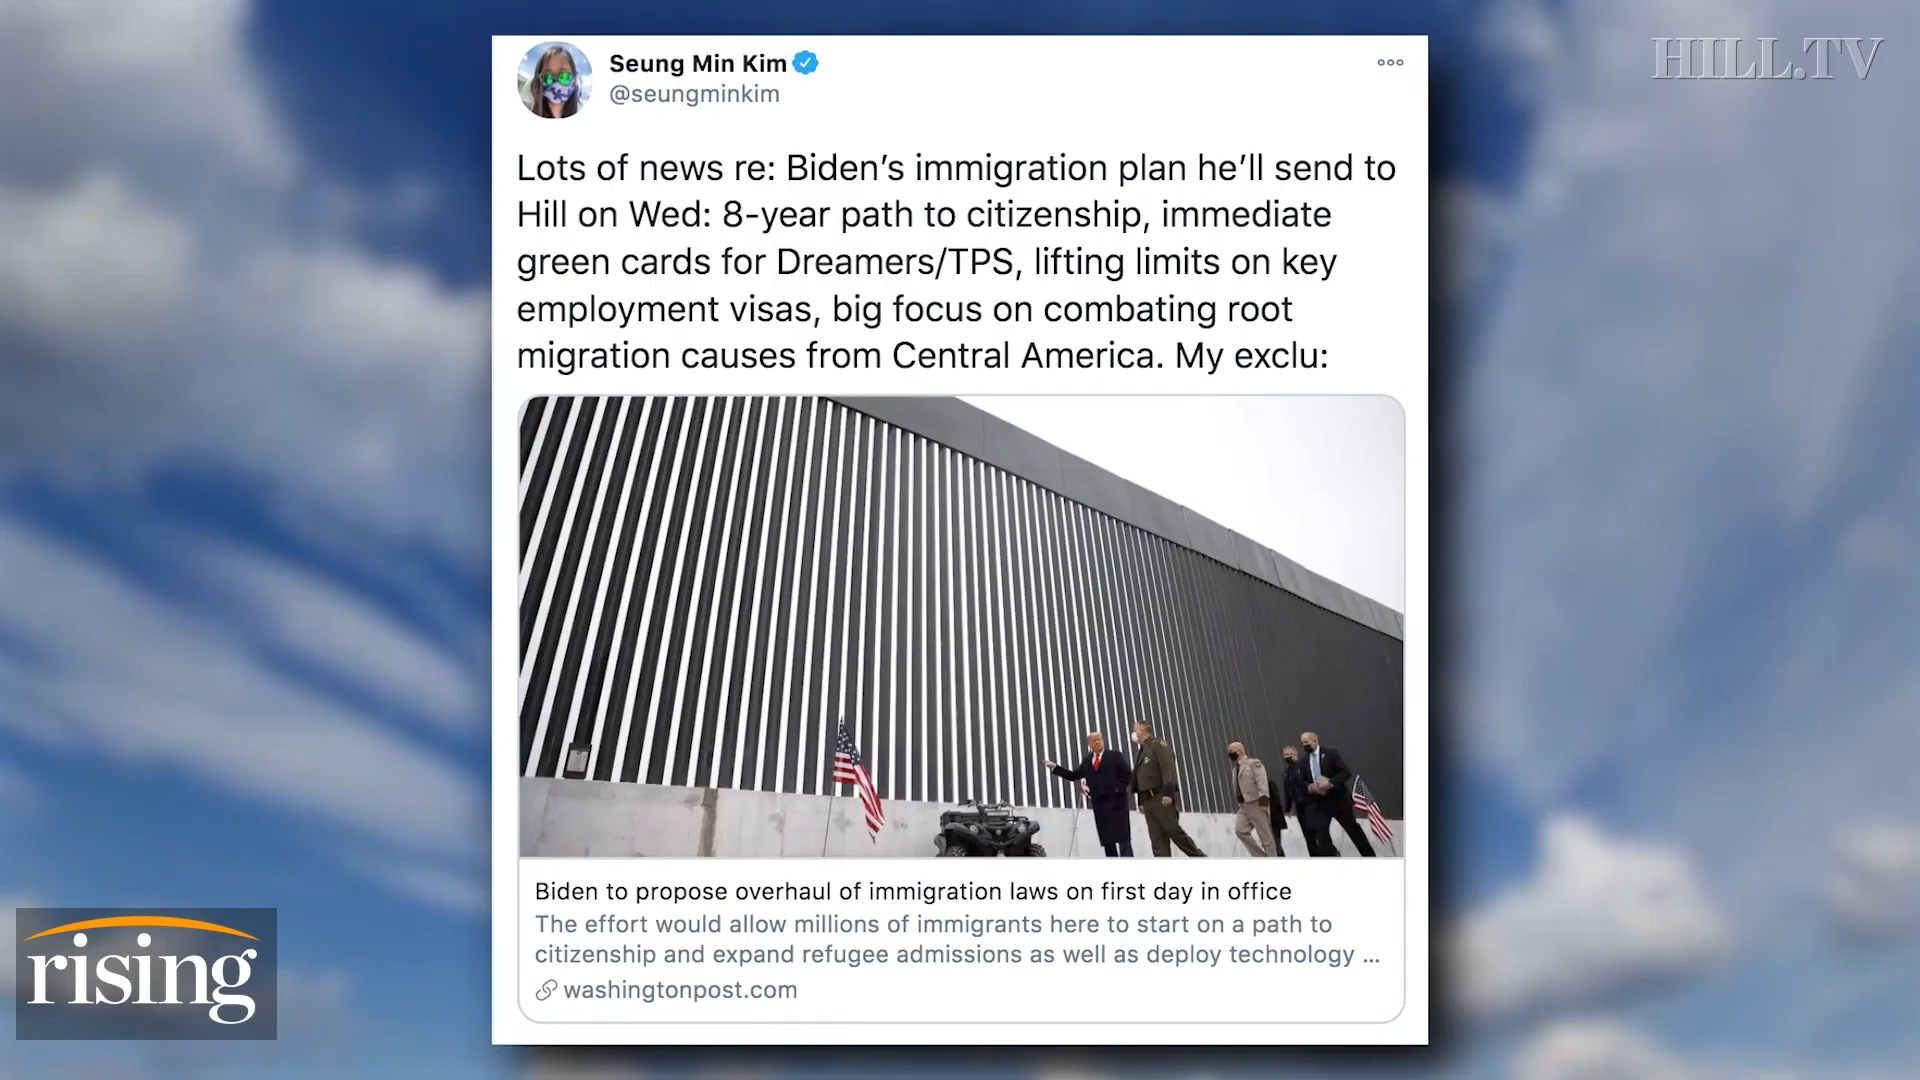 HILL.TV
Seung Min Kim
@seungminkim
Lots of news re: Biden’s immigration plan he’ll send to
Hill on Wed: 8-year path to citizenship, immediate
green cards for Dreamers/TPS, lifting limits on key
employment visas, big focus on combating root
migration causes from Central America. My exclu:
Biden to propose overhaul of immigration laws on first day in office
The effort would allow millions of immigrants here to start on a path to
citizenship and expand refugee admissions as well as deploy technology ...
washingtonpost.com
rising